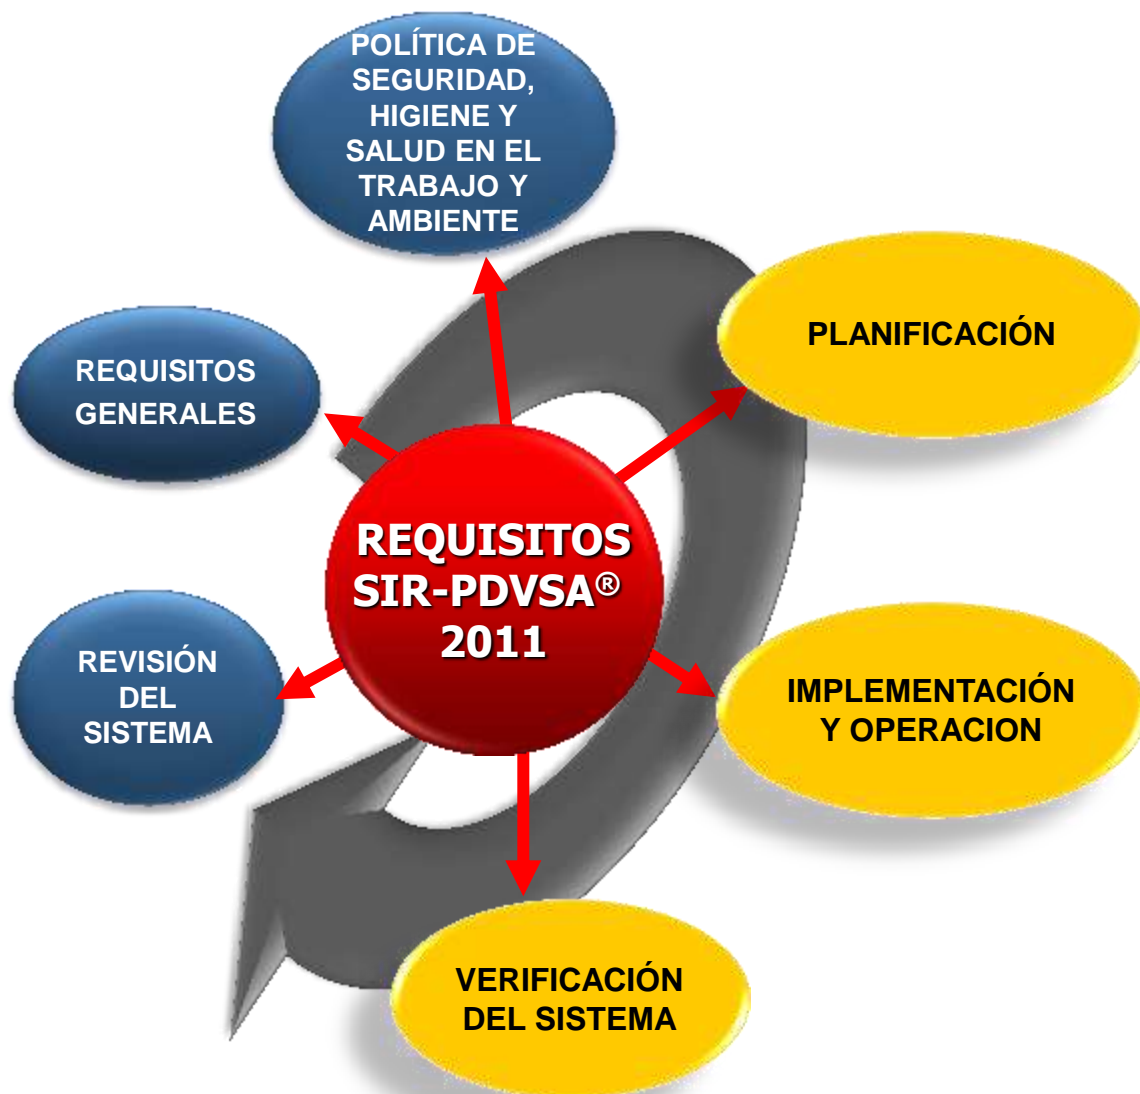 POLÍTICA DE
SEGURIDAD,
HIGIENE Y
SALUD EN EL
TRABAJO Y
AMBIENTE
PLANIFICACIÓN
REQUISITOS
GENERALES
REQUISITOS
SIR-PDVSA®
2011
REVISIÓN
DEL
SISTEMA
IMPLEMENTACIÓN
Y OPERACION
VERIFICACIÓN
DEL SISTEMA